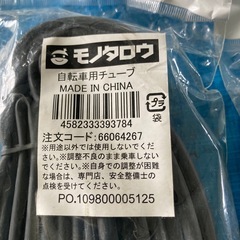 モノタロウ
自転車用チューブ
MADE IN CHINA
プラ
袋
4582333393784
注文コード:66064267
※用途以外では使用しないでください。
※調整不良のまま乗車しない
でください。※自身での調整が困
難な場合は、専門、安全整備士の
点検を受けてください。
PO.109800005125